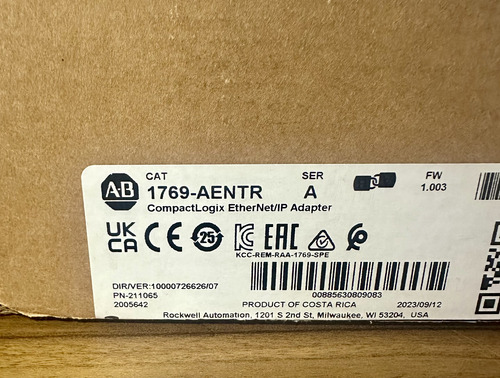 A-B
CAT
1769-AENTR
SER
A
FW
1.003
CompactLogix EtherNet/IP Adapter
UK
CA
CE
25
EAC
KCC-REM-RAA-1769-SPE
DIR/VER:10000726626/07
PN-211065
2005642
00885630809083
PRODUCT OF COSTA RICA
2023/09/12
Rockwell Automation, 1201 S 2nd St, Milwaukee, WI 53204, USA